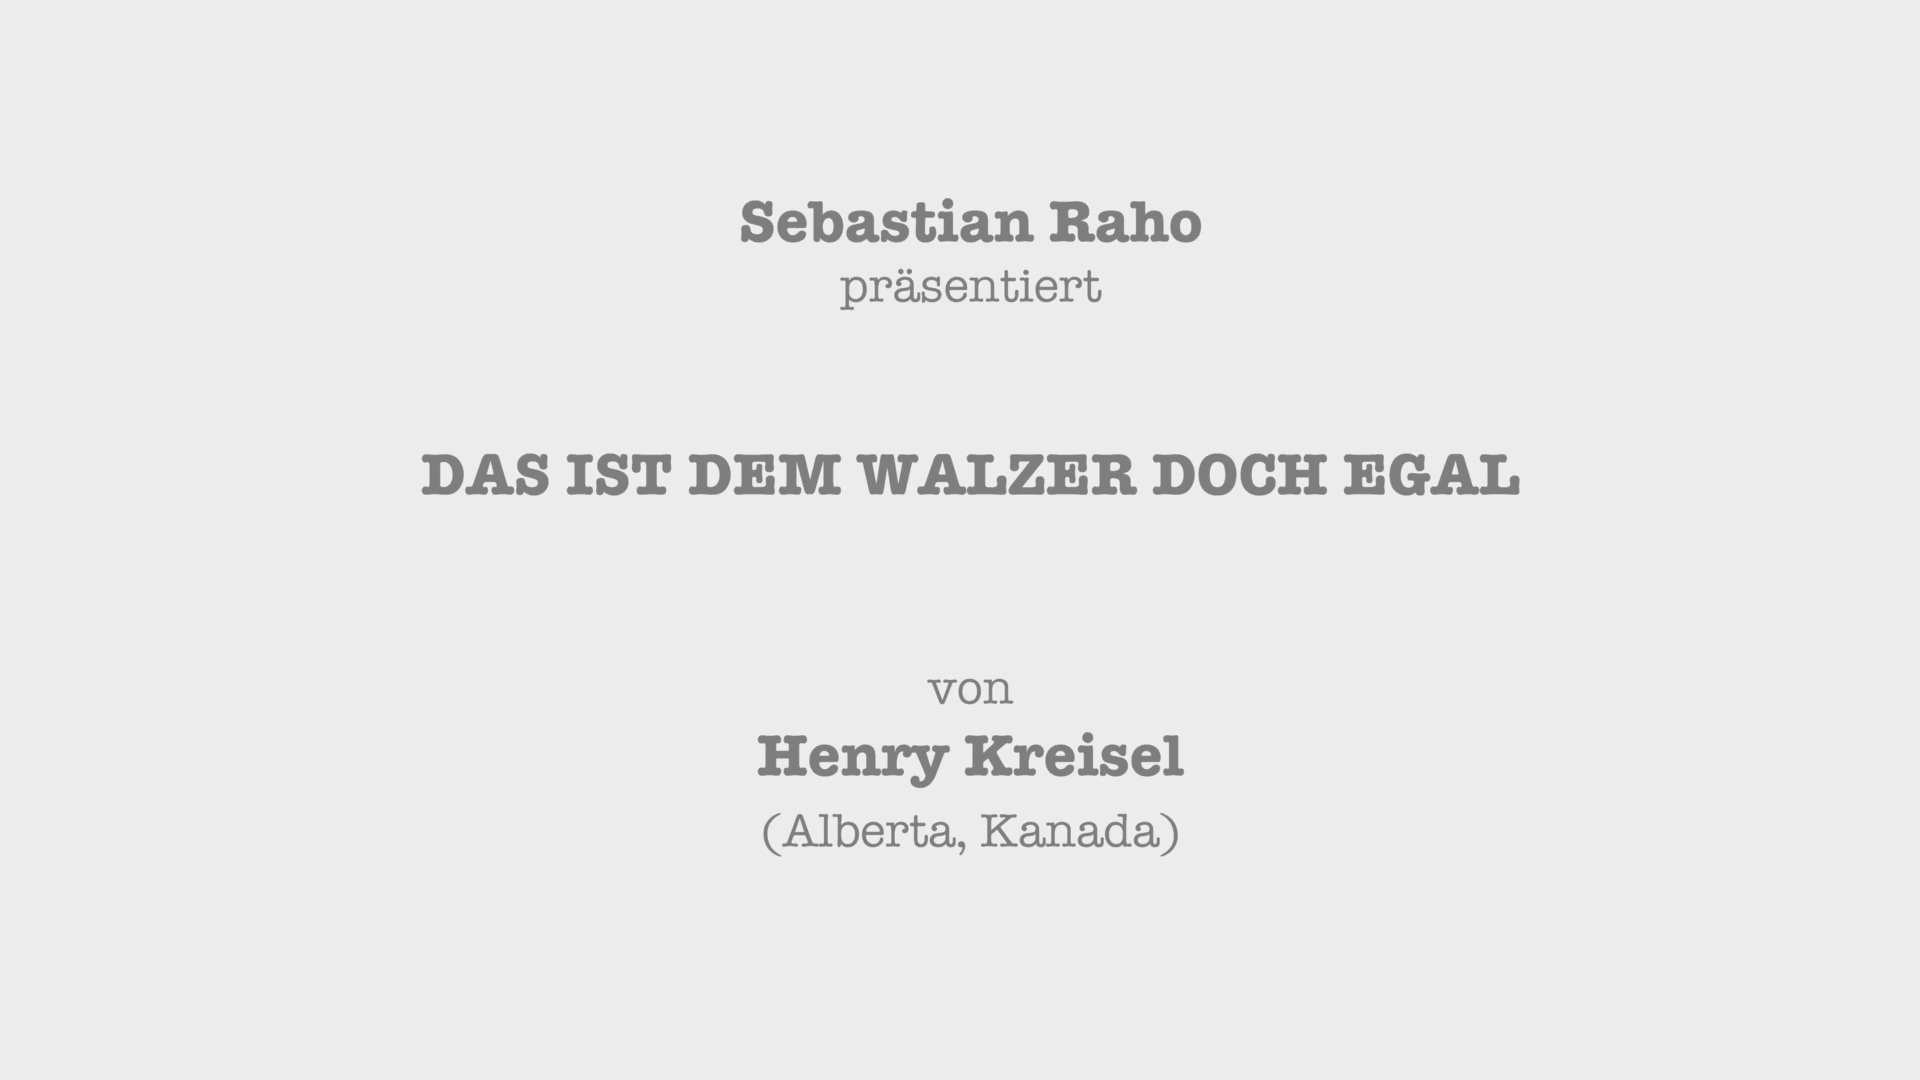 Sebastian Raho
präsentiert
DAS IST DEM WALZER DOCH EGAL
von
Henry Kreisel
(Alberta, Kanada)